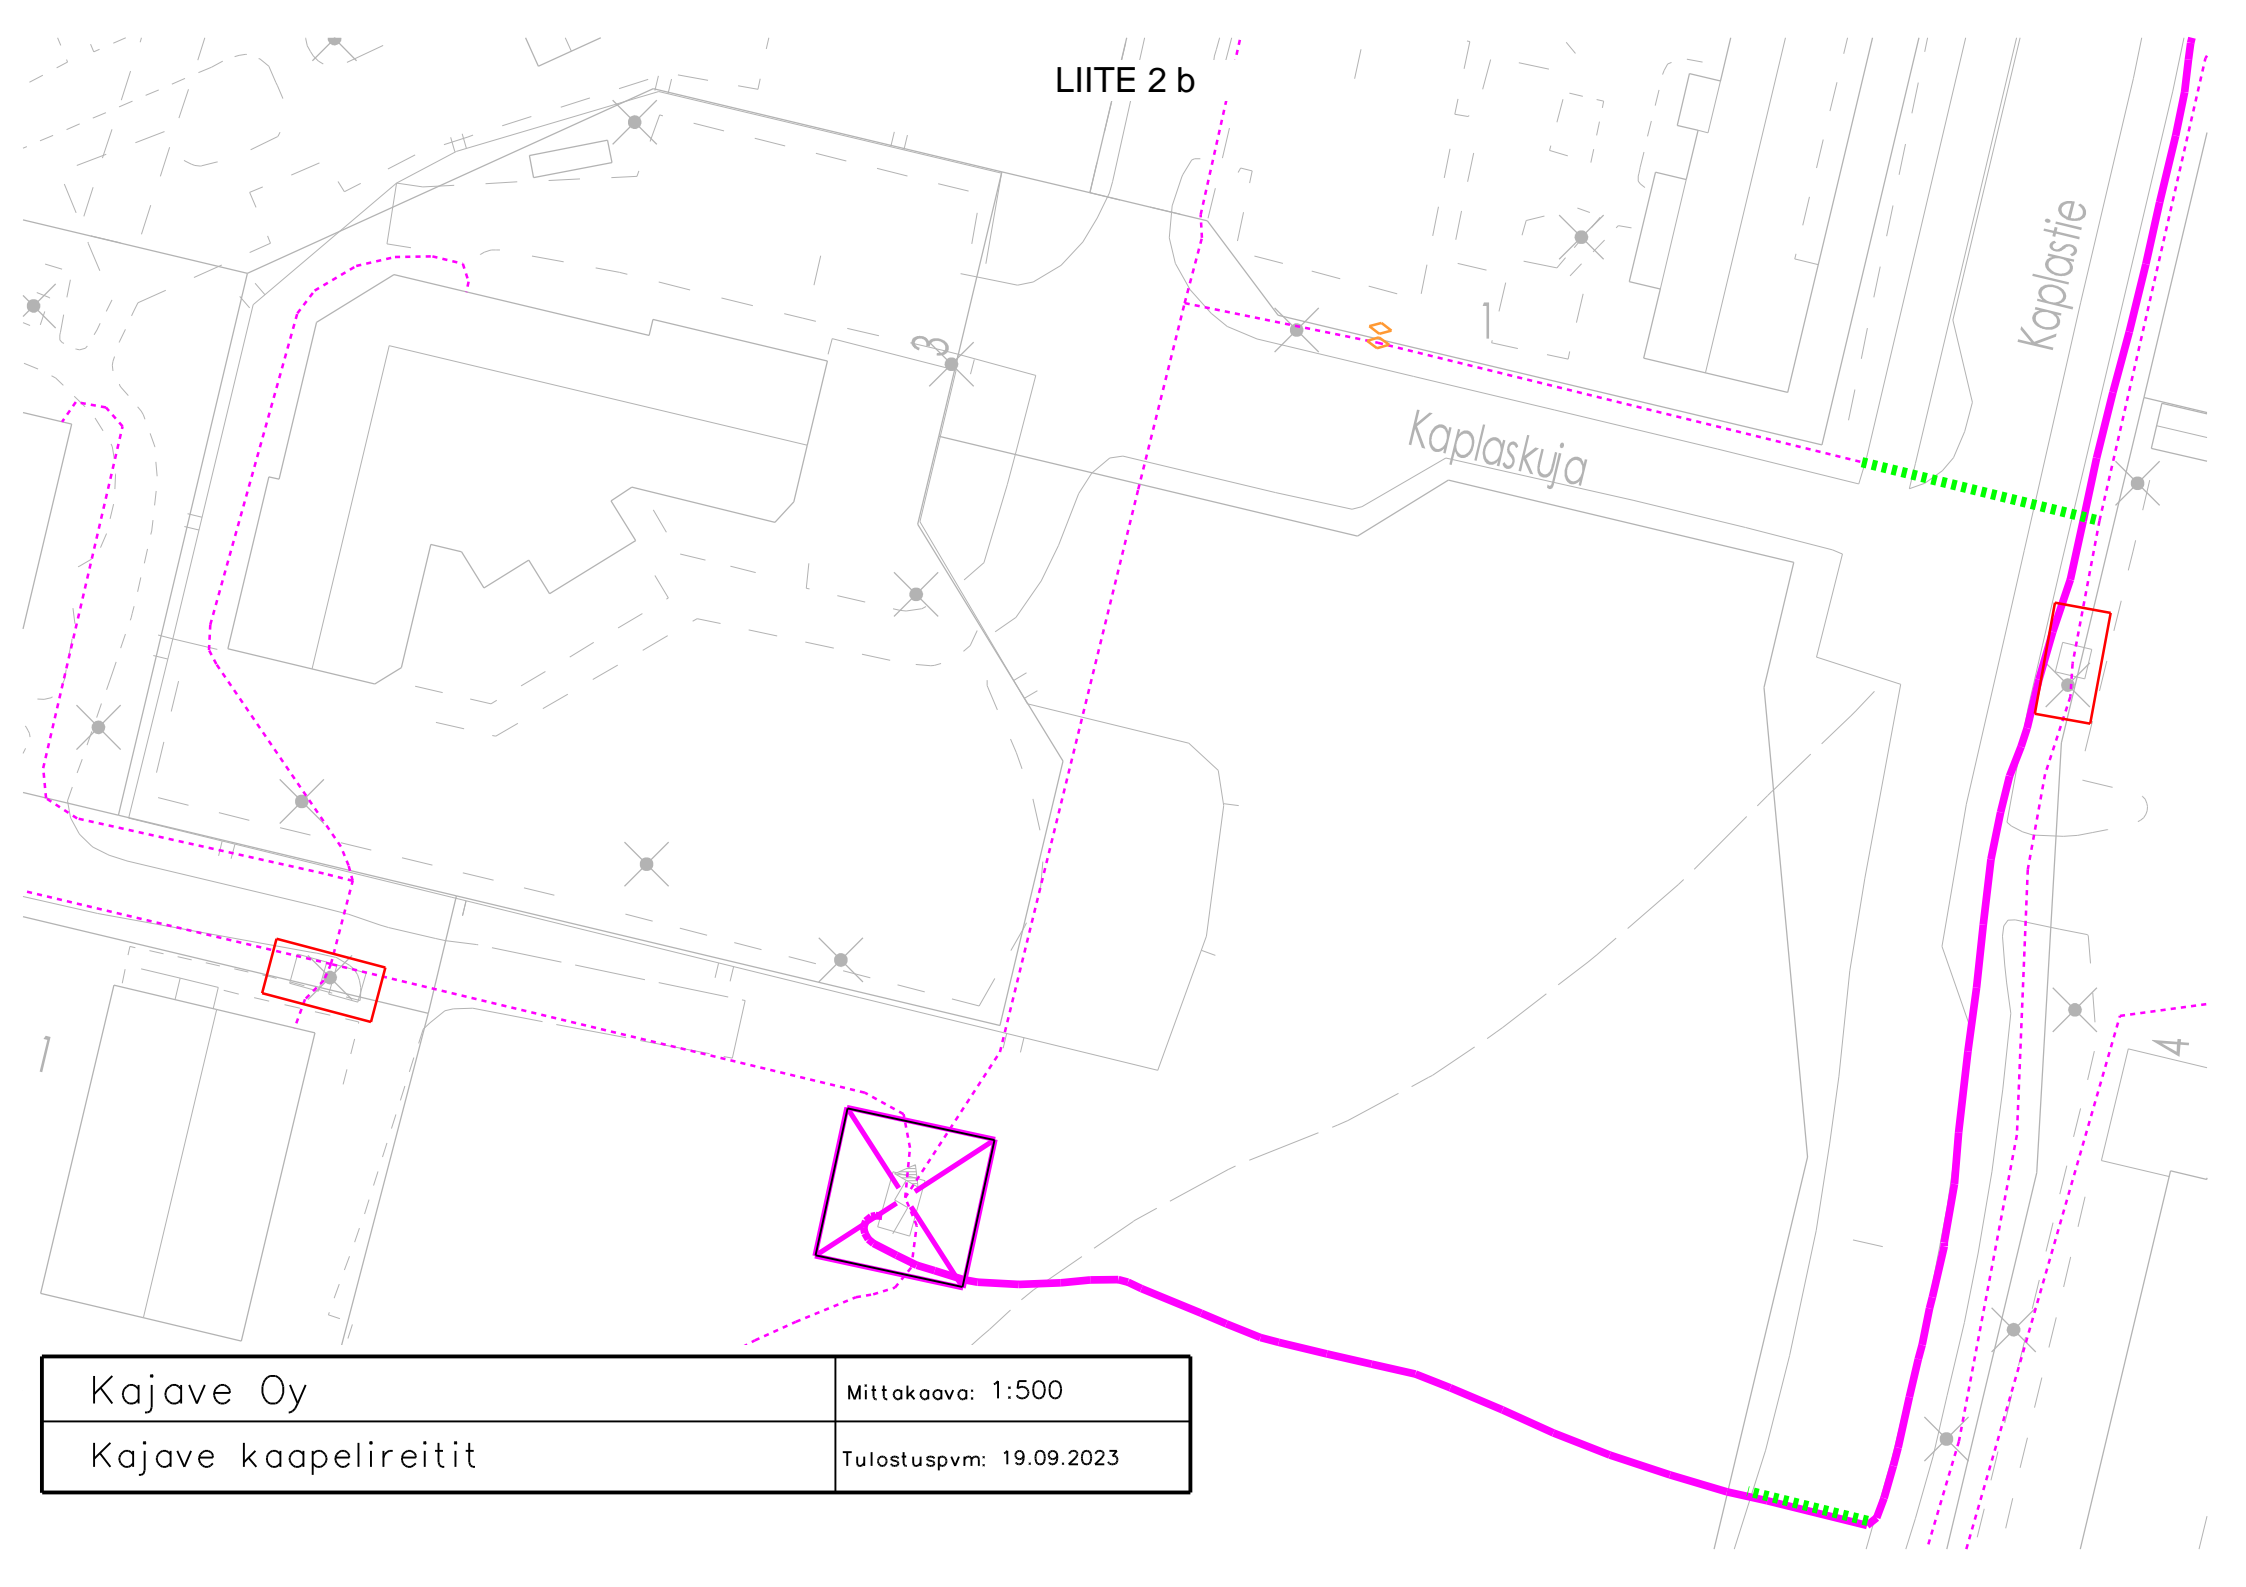 LIITE 2 b
Kaplastie
3
1
Kaplaskuja
1
4
Kajave Oy
Mittakaava: 1:500
Kajave kaapelireitit
Tulostuspvm: 19.09.2023